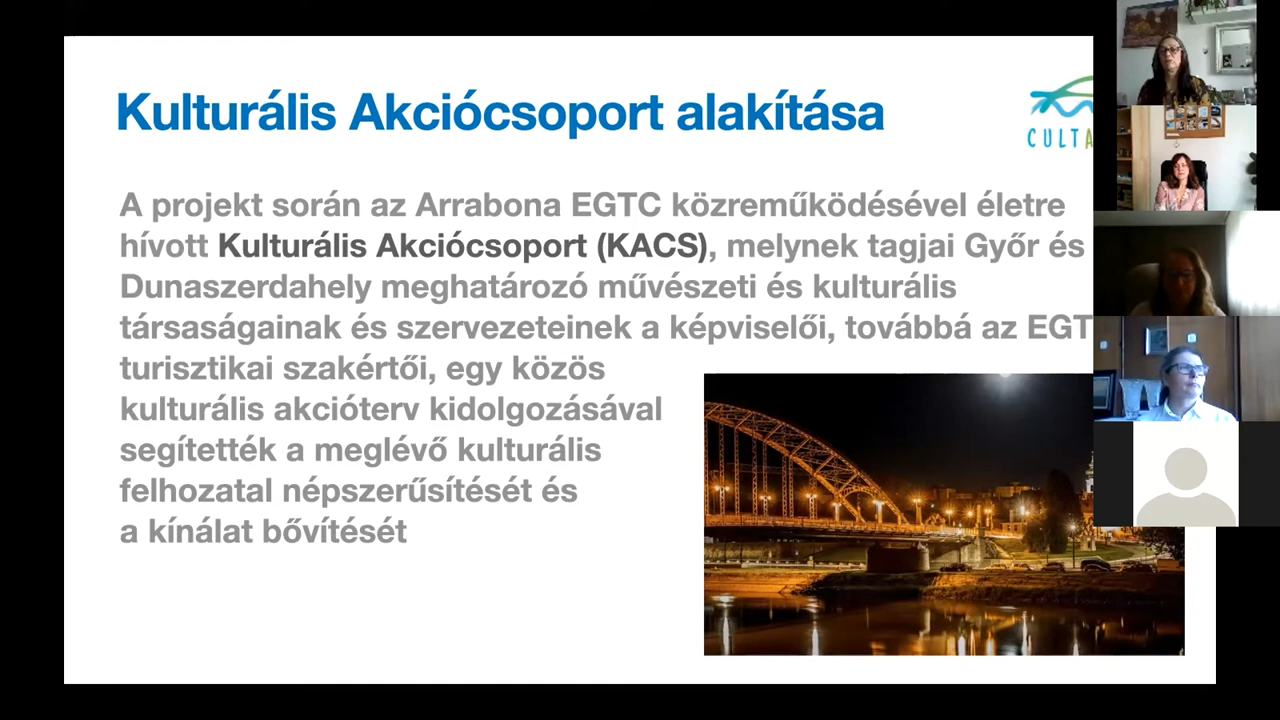 Kulturális Akciócsoport alakítása
CULTA
A projekt során az Arrabona EGTC közreműködésével életre
hívott Kulturális Akciócsoport (KACS), melynek tagjai Győr és
Dunaszerdahely meghatározó művészeti és kulturális
társaságainak és szervezeteinek a képviselői, továbbá az EGT
turisztikai szakértői, egy közös
kulturális akcióterv kidolgozásával
segítették a meglévő kulturális
felhozatal népszerűsítését és
a kínálat bővítését